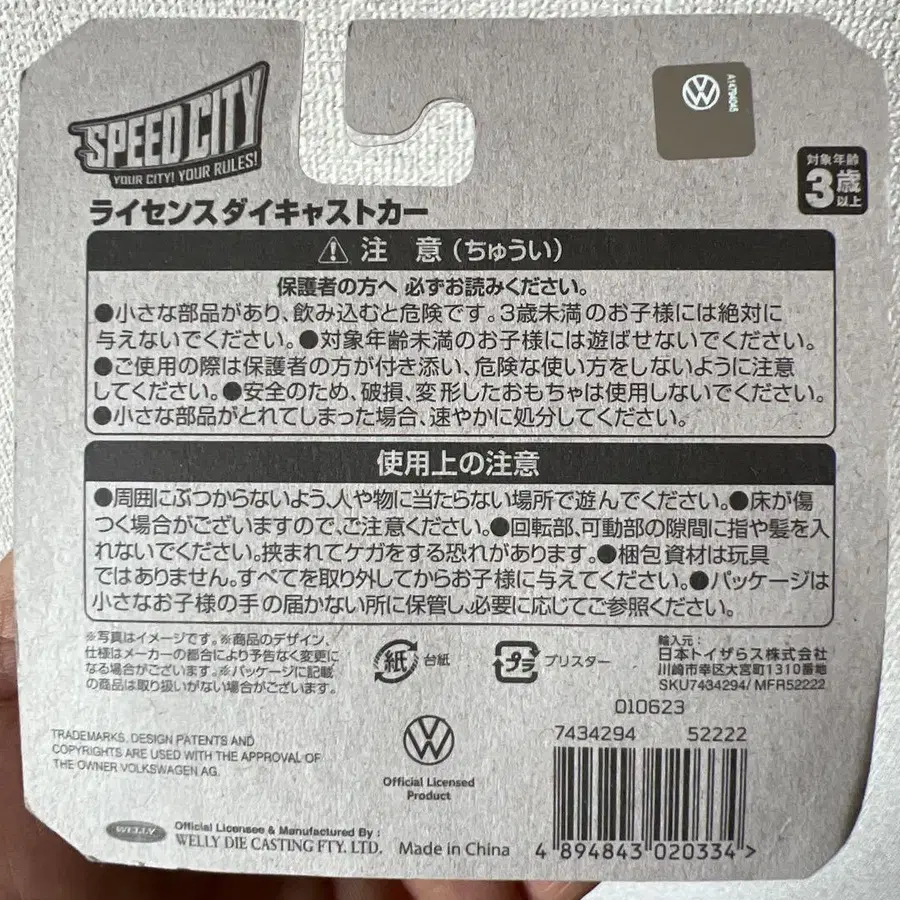 SPEED CITY
YOUR CITY! YOUR RULES!
A147940AB
対象年齢
3歳
以上
ライセンスダイキャストカー
注 意(ちゅうい)
保護者の方へ 必ずお読みください。
●小さな部品があり、飲み込むと危険です。3歳未満のお子様には絶対に
与えないでください。●対象年齢未満のお子様には遊ばせないでください。
●ご使用の際は保護者の方が付き添い、危険な使い方をしないように注意
してください。●安全のため、破損、変形したおもちゃは使用しないでください。
●小さな部品がとれてしまった場合、速やかに処分してください。
使用上の注意
●周囲にぶつからないよう、人や物に当たらない場所で遊んでください。●床が傷
つく場合がございますので、ご注意ください。●回転部、可動部の隙間に指や髪を入
れないでください。挟まれてケガをする恐れがあります。●梱包資材は玩具
ではありません。すべてを取り外してからお子様に与えてください。●パッケージは
小さなお子様の手の届かない所に保管し、必要に応じてご参照ください。
※写真はイメージです。※商品のデザイン、
仕様はメーカーの都合により予告なく変更に
なる場合がございます。※パッケージに記載
の商品は取り扱いがない場合がございます。
紙 台紙
プラ ブリスター
輸入元:
日本トイザらス株式会社
川崎市幸区大宮町1310番地
SKU7434294/ MFR52222
010623
TRADEMARKS, DESIGN PATENTS AND
COPYRIGHTS ARE USED WITH THE APPROVAL OF
THE OWNER VOLKSWAGEN AG.
Official Licensed
Product
7434294 52222
WELLY
Official Licensee & Manufactured By :
WELLY DIE CASTING FTY. LTD.
Made in China
4 894843 020334 >